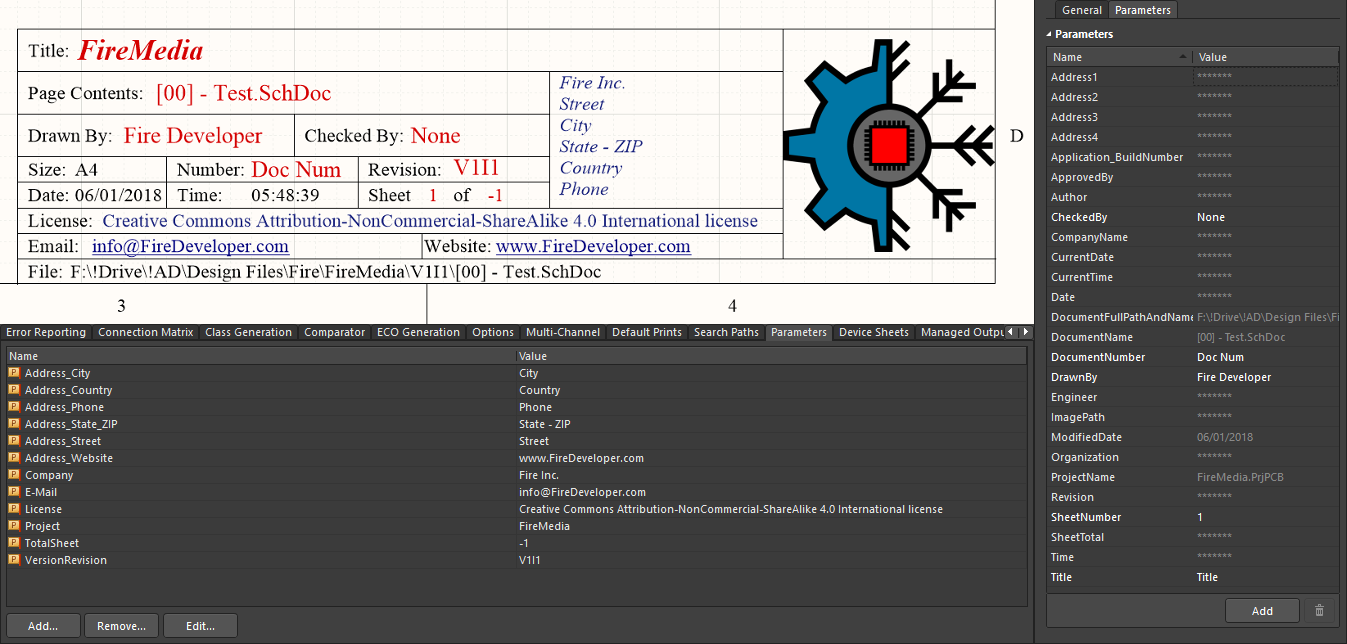 Title: FireMedia
Page Contents: [00] - Test.SchDoc
Drawn By: Fire Developer Checked By: None
Size: A4 Number: Doc Num Revision: V1I1
Date: 06/01/2018 Time: 05:48:39 Sheet 1 of -1
Fire Inc.
Street
City
State - ZIP
Country
Phone
License: Creative Commons Attribution-NonCommercial-ShareAlike 4.0 International license
Email: info@FireDeveloper.com Website: www.FireDeveloper.com
File: F:\!Drive\!AD\Design Files\Fire\FireMedia\V1I1\[00] - Test.SchDoc
D
3 4
Error Reporting Connection Matrix Class Generation Comparator ECO Generation Options Multi-Channel Default Prints Search Paths Parameters Device Sheets Managed Outpu
Name Value
Address_City City
Address_Country Country
Address_Phone Phone
Address_State_ZIP State - ZIP
Address_Street Street
Address_Website www.FireDeveloper.com
Company Fire Inc.
E-Mail info@FireDeveloper.com
License Creative Commons Attribution-NonCommercial-ShareAlike 4.0 International license
Project FireMedia
TotalSheet -1
VersionRevision V1I1
Add... Remove... Edit...
General Parameters
Parameters
Name Value
Address1 *******
Address2 *******
Address3 *******
Address4 *******
Application_BuildNumber *******
ApprovedBy *******
Author *******
CheckedBy None
CompanyName *******
CurrentDate *******
CurrentTime *******
Date *******
DocumentFullPathAndName F:\!Drive\!AD\Design Files\Fi
DocumentName [00] - Test.SchDoc
DocumentNumber Doc Num
DrawnBy Fire Developer
Engineer *******
ImagePath *******
ModifiedDate 06/01/2018
Organization *******
ProjectName FireMedia.PrjPCB
Revision *******
SheetNumber 1
SheetTotal *******
Time *******
Title Title
Add